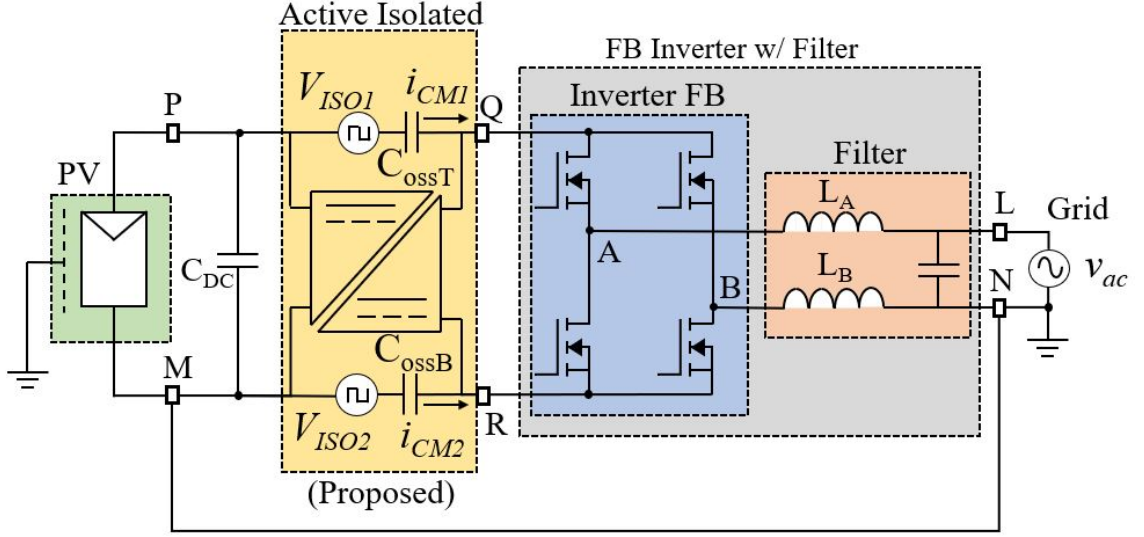 Active Isolated
FB Inverter w/ Filter
V_ISO1
i_CM1
P
Q
Inverter FB
C_ossT
Filter
PV
L_A
L
Grid
C_DC
A
L_B
v_ac
B
N
C_ossB
M
R
V_ISO2
i_CM2
(Proposed)